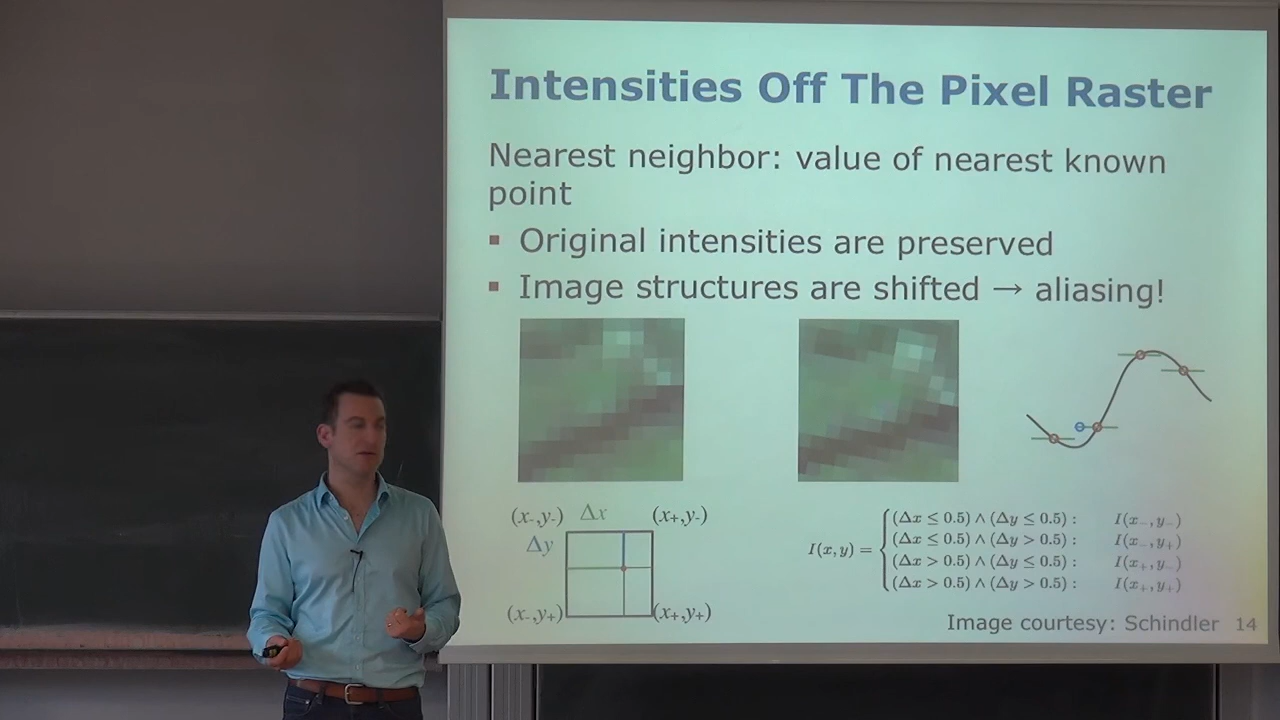 Intensities Off The Pixel Raster
Nearest neighbor: value of nearest known
point
▪ Original intensities are preserved
▪ Image structures are shifted → aliasing!
(x₋,y₋) Δx (x₊,y₋)
Δy
(x₋,y₊) (x₊,y₊)
(Δx ≤ 0.5) ∧ (Δy ≤ 0.5) : I(x₋, y₋)
I(x, y) = { (Δx ≤ 0.5) ∧ (Δy > 0.5) : I(x₋, y₊)
(Δx > 0.5) ∧ (Δy ≤ 0.5) : I(x₊, y₋)
(Δx > 0.5) ∧ (Δy > 0.5) : I(x₊, y₊)
Image courtesy: Schindler 14